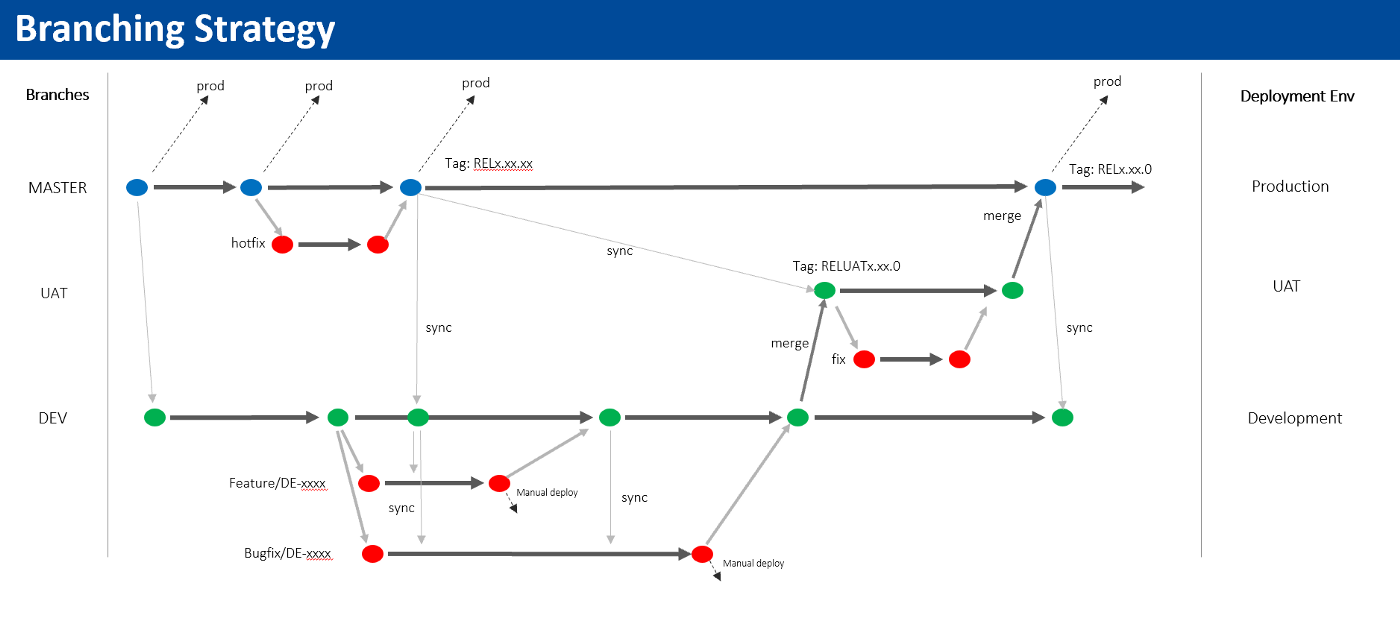 Branching Strategy
Branches
prod
prod
prod
prod
Deployment Env
Tag: RELx.xx.xx
Tag: RELx.xx.0
MASTER
Production
merge
hotfix
sync
Tag: RELUATx.xx.0
UAT
UAT
sync
sync
merge
fix
DEV
Development
Feature/DE-xxxx
Manual deploy
sync
sync
Bugfix/DE-xxxx
Manual deploy